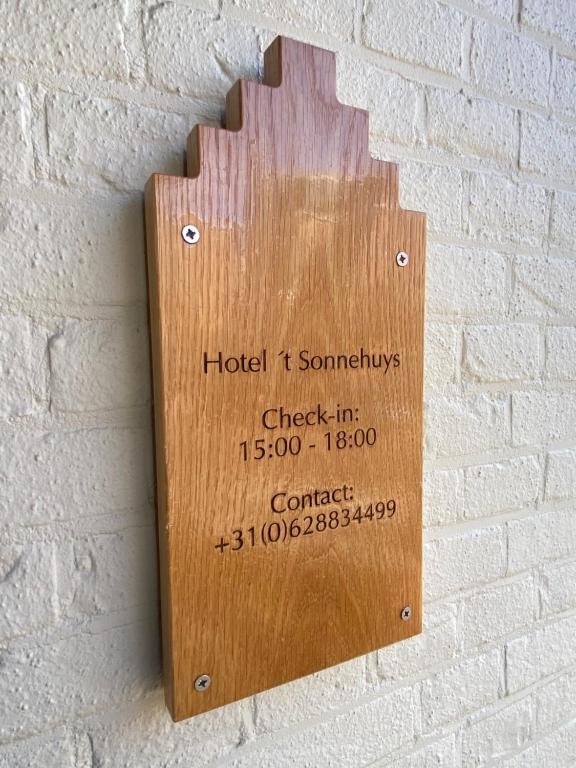 Hotel ´t Sonnehuys
Check-in:
15:00 - 18:00
Contact:
+31(0)628834499